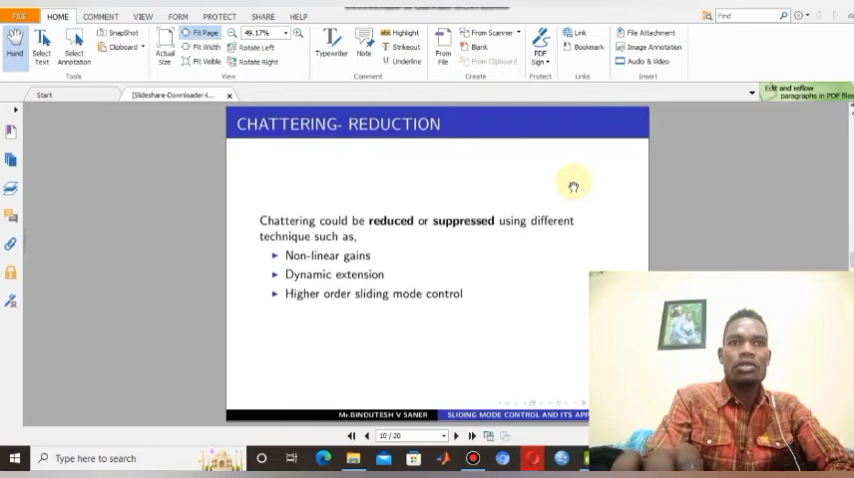 FILE HOME COMMENT VIEW FORM PROTECT SHARE HELP Find
SnapShot Fit Page 49.17% Highlight From Scanner Link File Attachment
Clipboard Fit Width Rotate Left Strikeout Blank Bookmark Image Annotation
Fit Visible Rotate Right Underline From Clipboard Audio & Video
Hand Select Text Select Annotation Actual Size Typewriter Note From File PDF Sign
Tools View Comment Create Protect Links Insert
Start
[Slideshare-Downloader-
Edit and reflow
paragraphs in PDF files
CHATTERING- REDUCTION
Chattering could be reduced or suppressed using different
technique such as,
Non-linear gains
Dynamic extension
Higher order sliding mode control
Mr.BINDUTESH V SANER SLIDING MODE CONTROL AND ITS APP
10 / 20
Type here to search